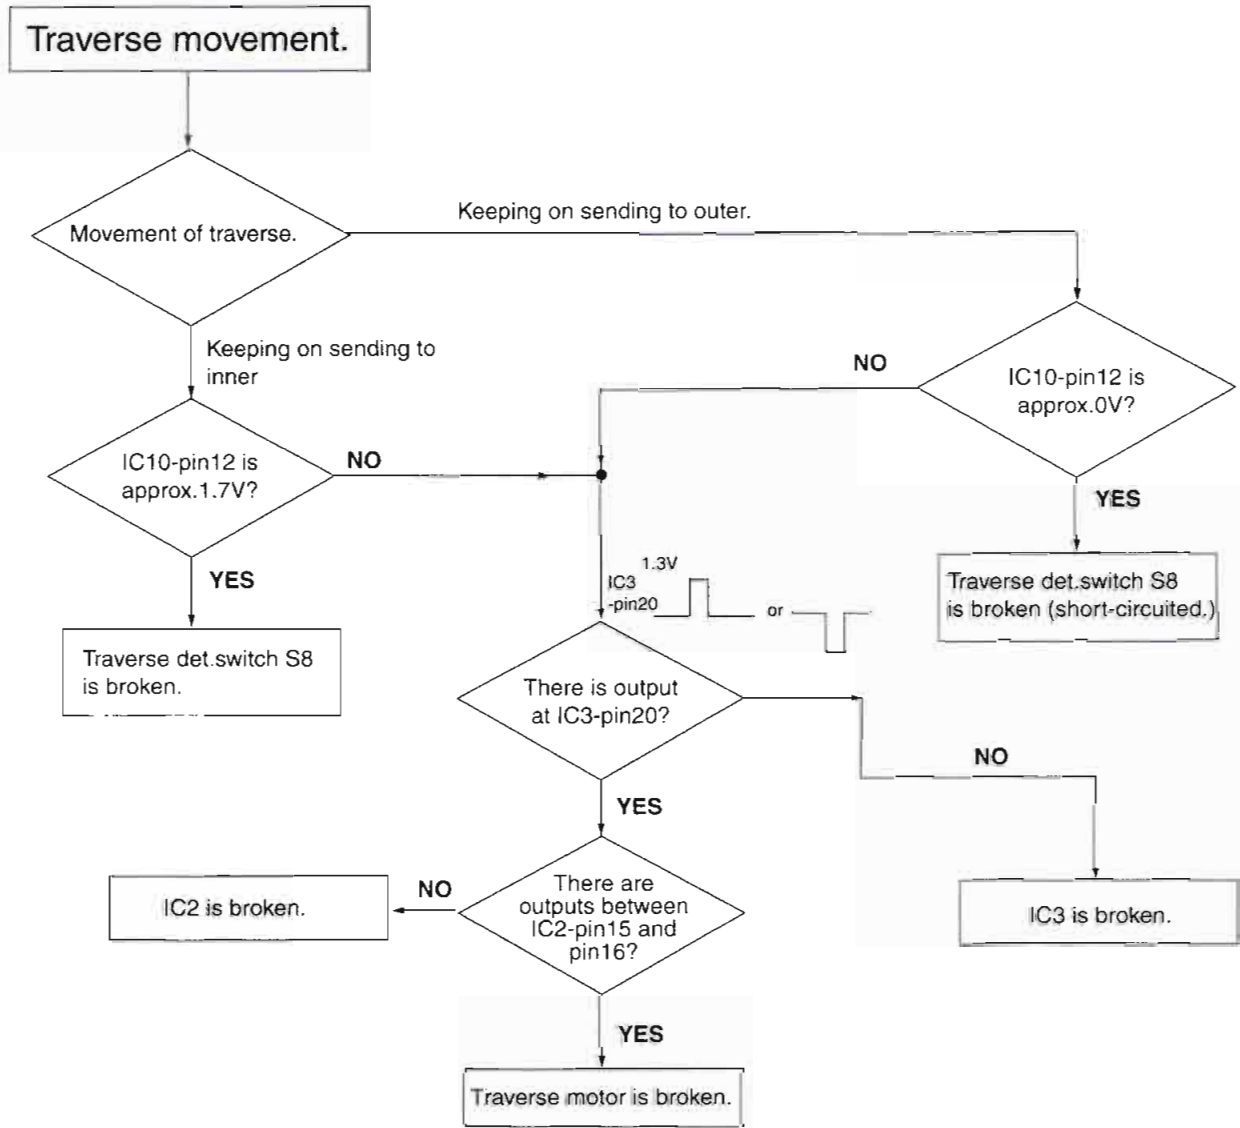 Traverse movement.
Movement of traverse.
Keeping on sending to outer.
Keeping on sending to
inner
NO
IC10-pin12 is
approx.0V?
IC10-pin12 is
approx.1.7V?
NO
YES
YES
Traverse det.switch S8
is broken (short-circuited.)
Traverse det.switch S8
is broken.
1.3V
IC3
-pin20
or
There is output
at IC3-pin20?
NO
YES
There are
outputs between
IC2-pin15 and
pin16?
NO
IC2 is broken.
IC3 is broken.
YES
Traverse motor is broken.